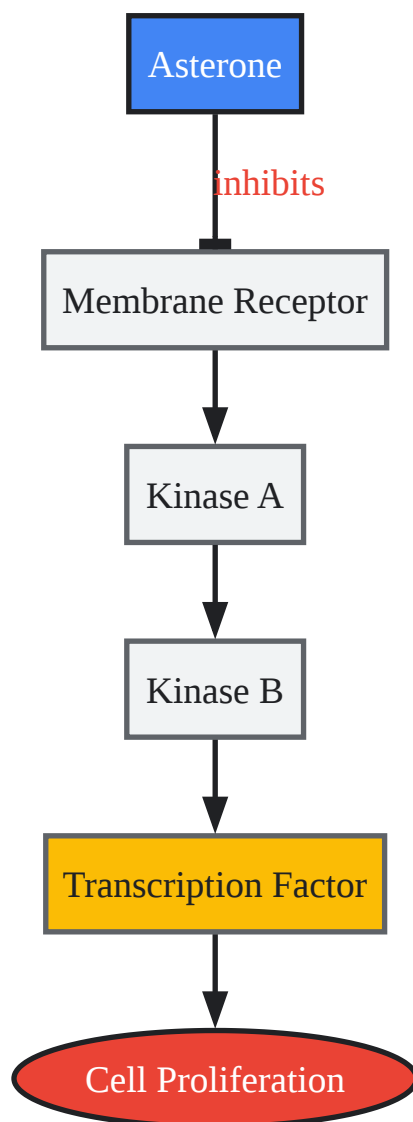 Asterone
inhibits
Membrane Receptor
Kinase A
Kinase B
Transcription Factor
Cell Proliferation